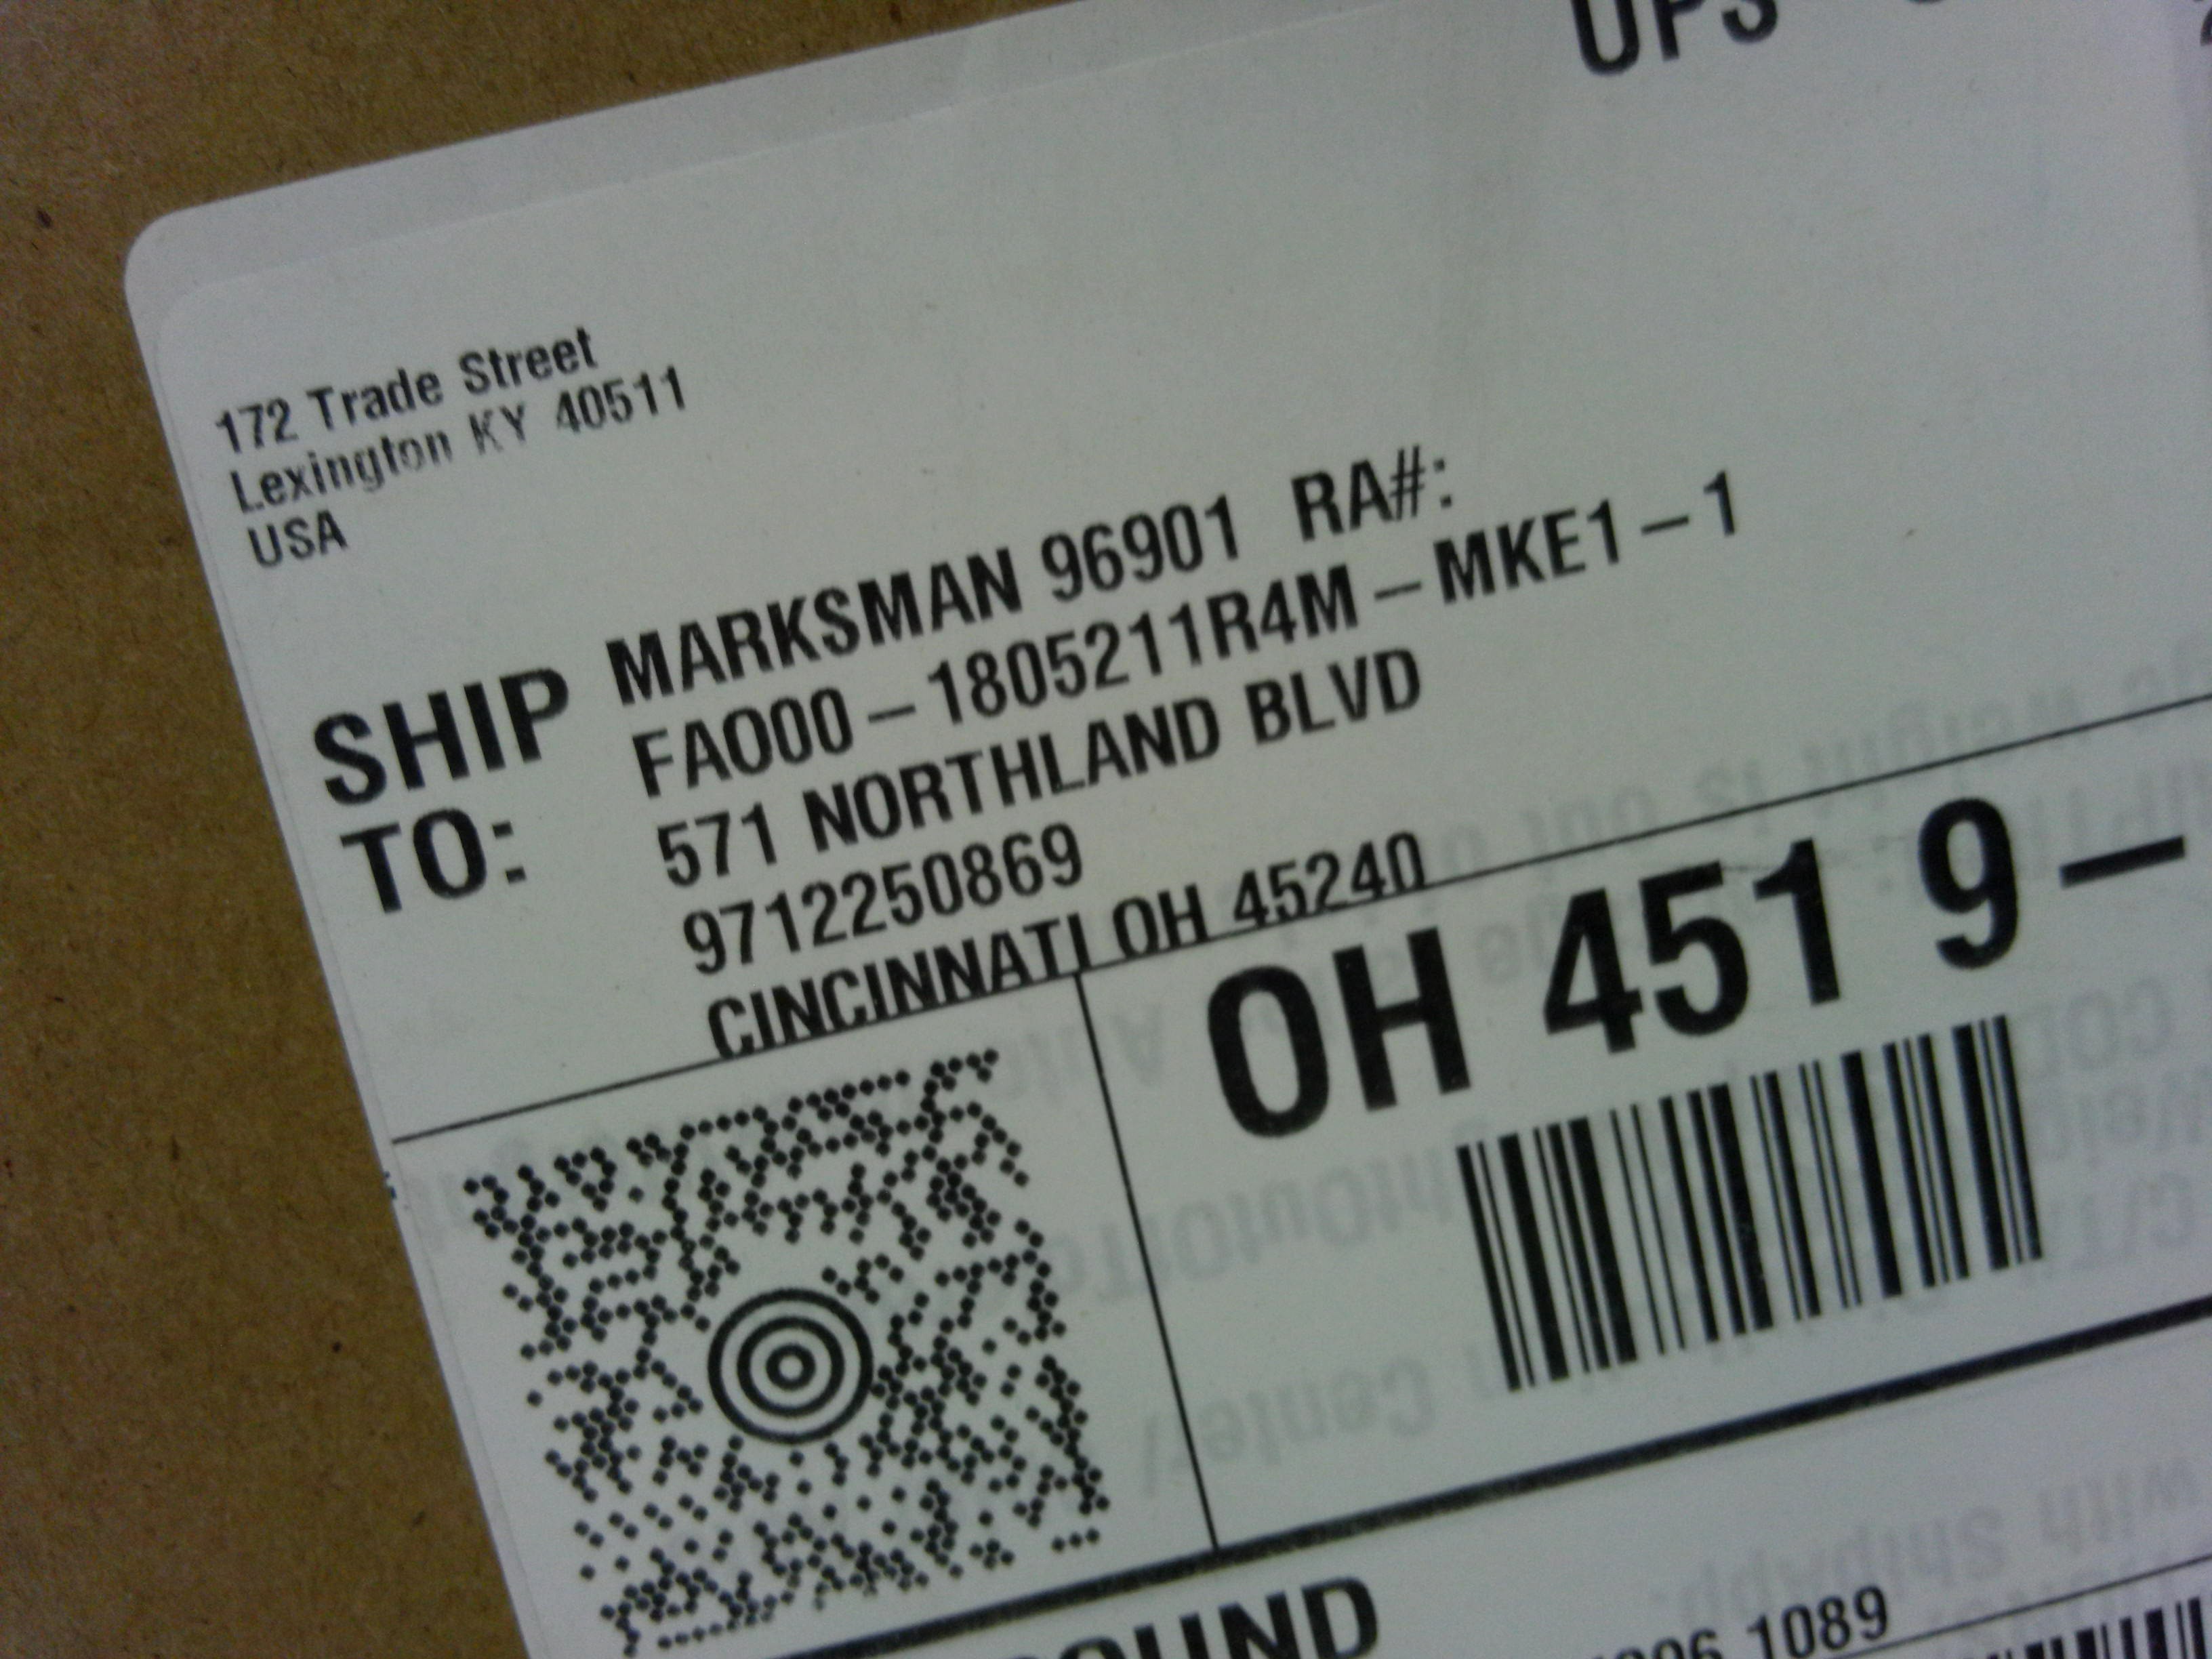 UPS
172 Trade Street
Lexington KY 40511
USA
SHIP TO:
MARKSMAN 96901 RA#:
FAO00-1805211R4M-MKE1-1
571 NORTHLAND BLVD
9712250869
CINCINNATI OH 45240
OH 451 9-
1089